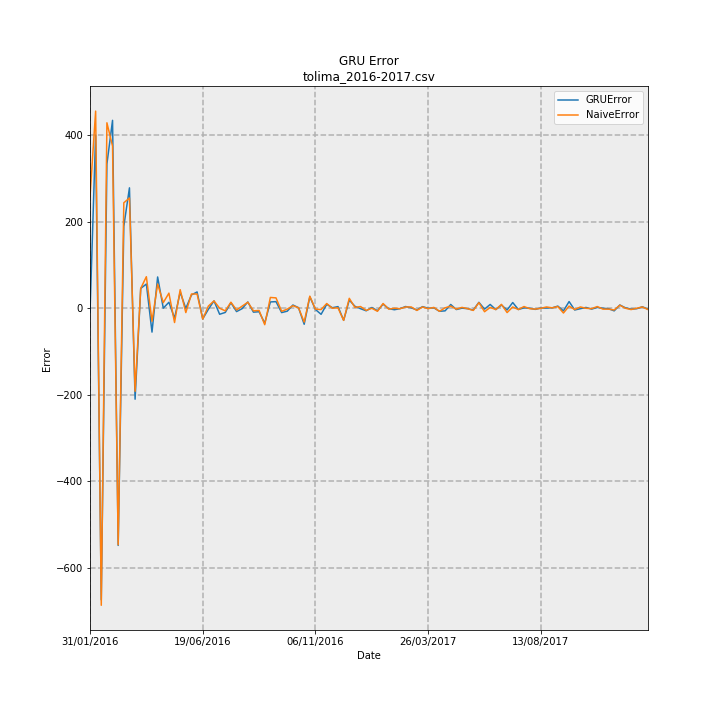 GRU Error
tolima_2016-2017.csv
GRUError
NaiveError
400
200
0
−200
−400
−600
Error
31/01/2016 19/06/2016 06/11/2016 26/03/2017 13/08/2017
Date